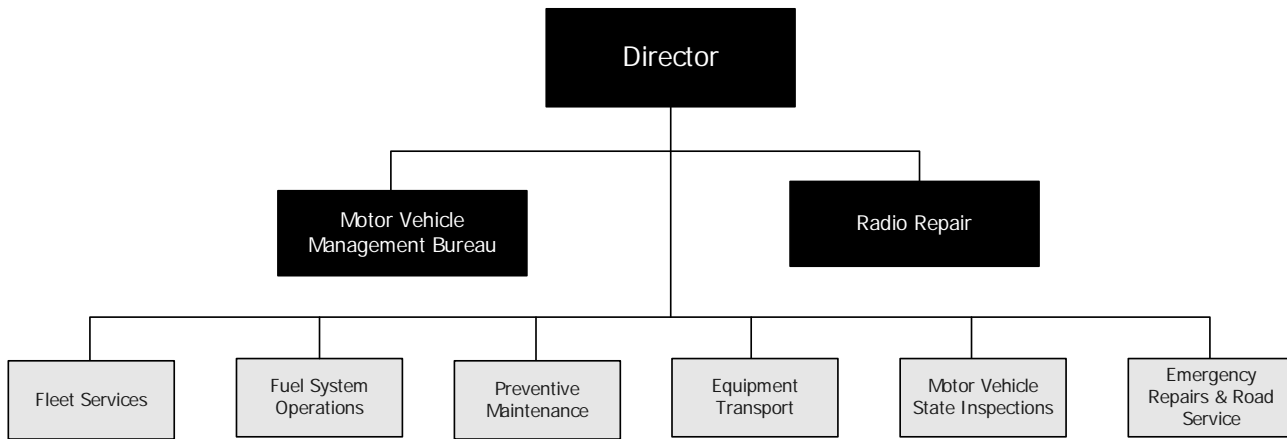 Director
Motor Vehicle
Management Bureau
Radio Repair
Fleet Services
Fuel System
Operations
Preventive
Maintenance
Equipment
Transport
Motor Vehicle
State Inspections
Emergency
Repairs & Road
Service